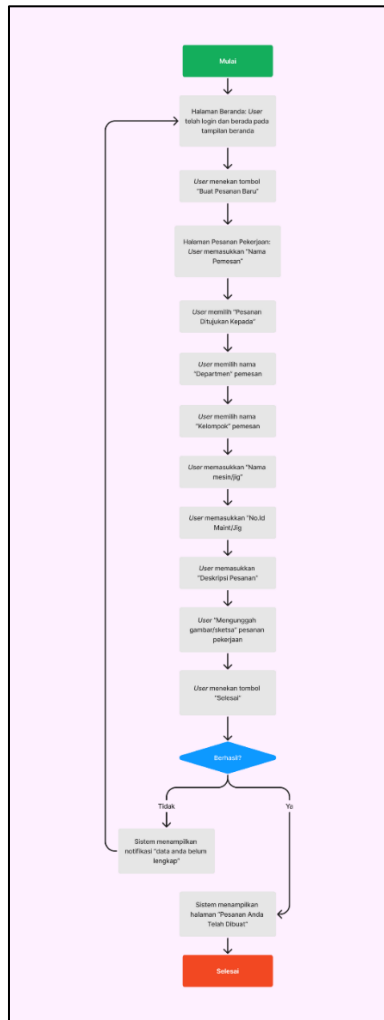 Mulai
Halaman Beranda: User
telah login dan berada pada
tampilan beranda
User menekan tombol
"Buat Pesanan Baru"
Halaman Pesanan Pekerjaan:
User memasukkan "Nama
Pemesan"
User memilih "Pesanan
Ditujukan Kepada"
User memilih nama
"Departmen" pemesan
User memilih nama
"Kelompok" pemesan
User memasukkan "Nama
mesin/jig"
User memasukkan "No.Id
Maint/Jig
User memasukkan
"Deskripsi Pesanan"
User "Mengunggah
gambar/sketsa" pesanan
pekerjaan
User menekan tombol
"Selesai"
Berhasil?
Tidak
Ya
Sistem menampilkan
notifikasi "data anda belum
lengkap"
Sistem menampilkan
halaman "Pesanan Anda
Telah Dibuat"
Selesai